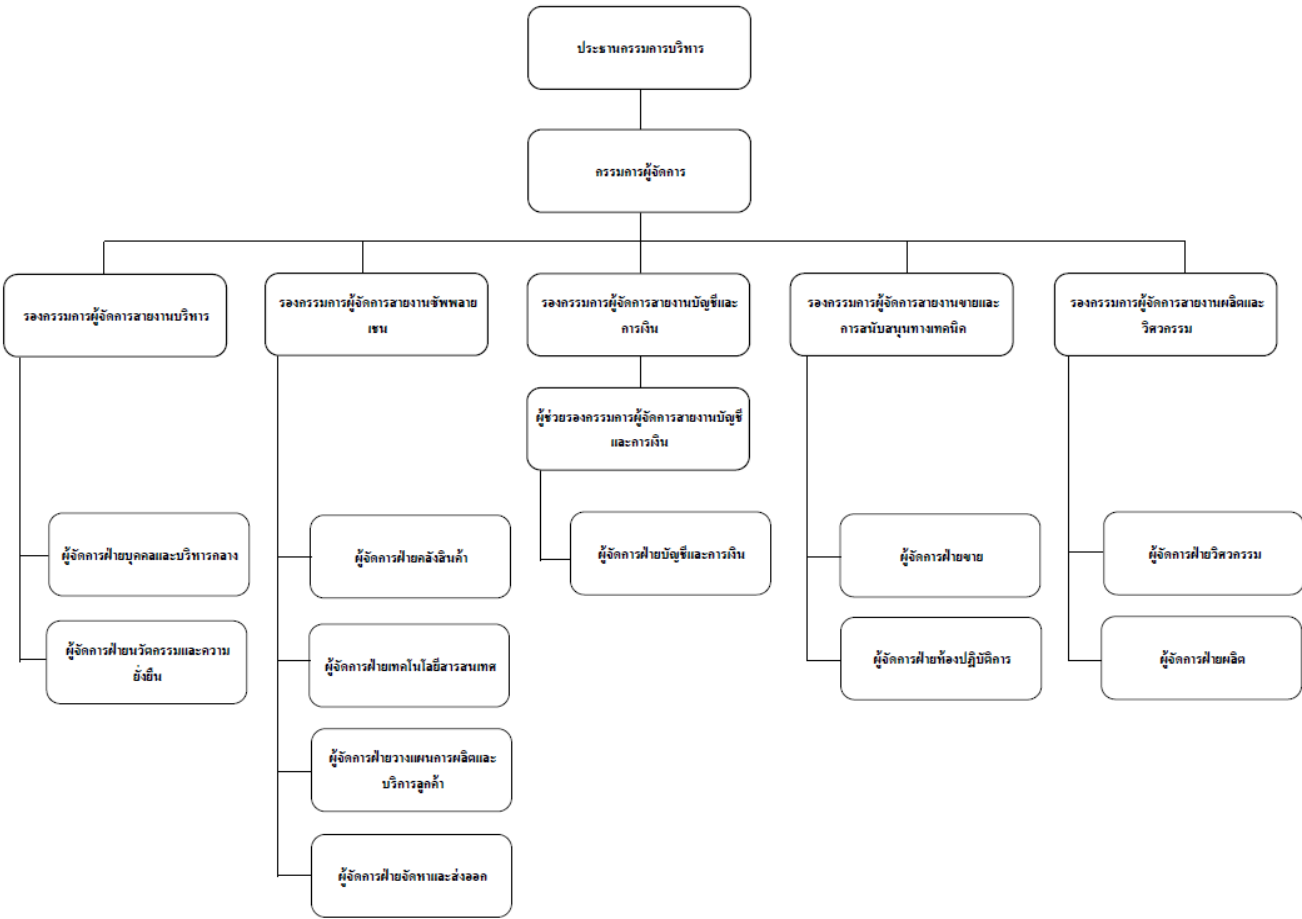 ประธานกรรมการบริหาร
กรรมการผู้จัดการ
รองกรรมการผู้จัดการสายงานบริหาร
รองกรรมการผู้จัดการสายงานซัพพลาย
เชน
รองกรรมการผู้จัดการสายงานบัญชีและ
การเงิน
รองกรรมการผู้จัดการสายงานขายและ
การสนับสนุนทางเทคนิค
รองกรรมการผู้จัดการสายงานผลิตและ
วิศวกรรม
ผู้ช่วยรองกรรมการผู้จัดการสายงานบัญชี
และการเงิน
ผู้จัดการฝ่ายบุคคลและบริหารกลาง
ผู้จัดการฝ่ายคลังสินค้า
ผู้จัดการฝ่ายบัญชีและการเงิน
ผู้จัดการฝ่ายขาย
ผู้จัดการฝ่ายวิศวกรรม
ผู้จัดการฝ่ายนวัตกรรมและความ
ยั่งยืน
ผู้จัดการฝ่ายเทคโนโลยีสารสนเทศ
ผู้จัดการฝ่ายห้องปฏิบัติการ
ผู้จัดการฝ่ายผลิต
ผู้จัดการฝ่ายวางแผนการผลิตและ
บริการลูกค้า
ผู้จัดการฝ่ายจัดหาและส่งออก